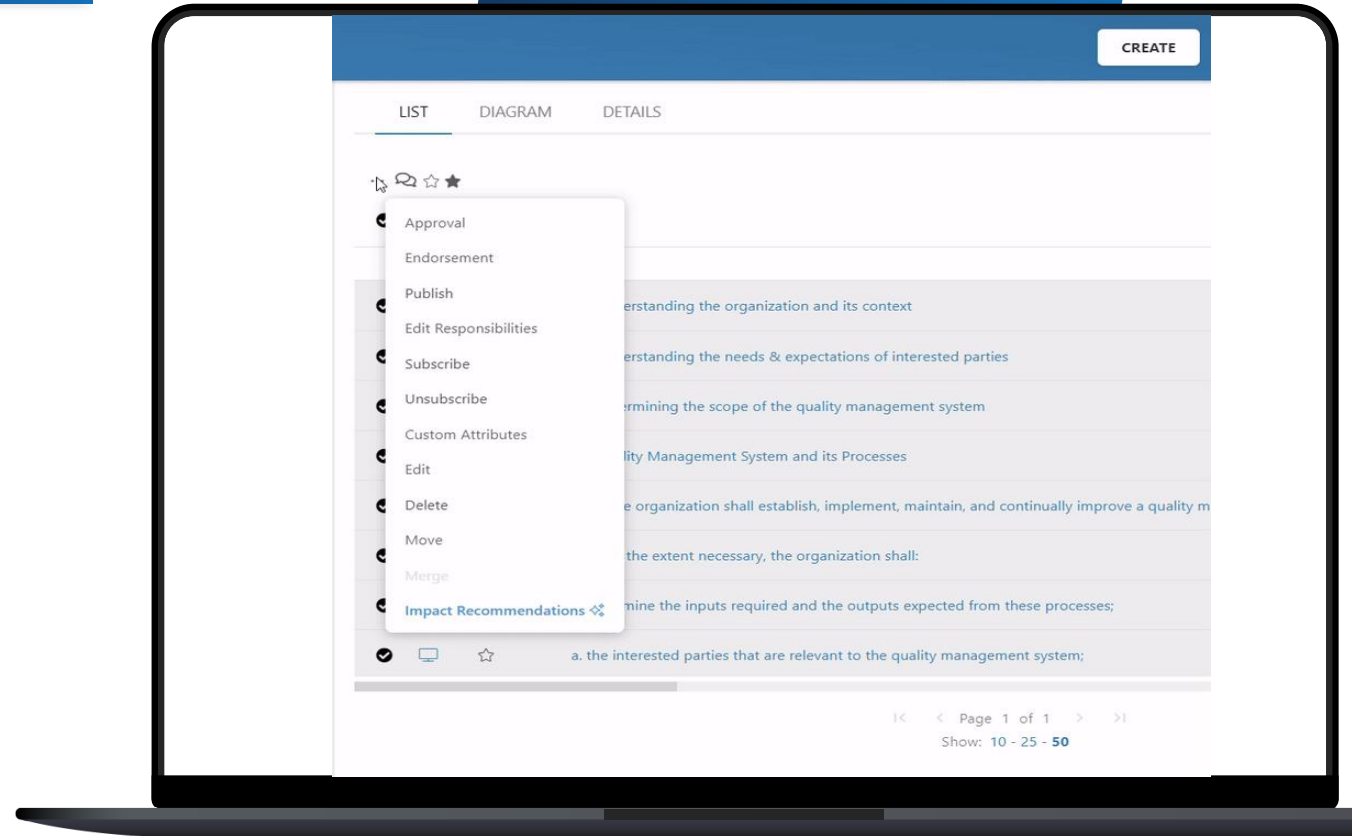 CREATE
LIST DIAGRAM DETAILS
Approval
Endorsement
Publish
Edit Responsibilities
Subscribe
Unsubscribe
Custom Attributes
Edit
Delete
Move
Merge
Impact Recommendations
erstanding the organization and its context
erstanding the needs & expectations of interested parties
ermining the scope of the quality management system
lity Management System and its Processes
e organization shall establish, implement, maintain, and continually improve a quality m
the extent necessary, the organization shall:
mine the inputs required and the outputs expected from these processes;
a. the interested parties that are relevant to the quality management system;
Page 1 of 1
Show: 10 - 25 - 50